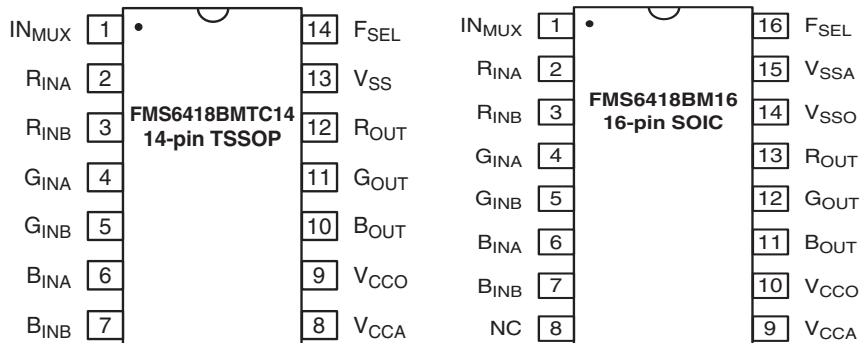 IN_MUX 1 14 F_SEL
R_INA 2 13 V_SS
R_INB 3 12 R_OUT
G_INA 4 11 G_OUT
G_INB 5 10 B_OUT
B_INA 6 9 V_CCO
B_INB 7 8 V_CCA
FMS6418BMTC14
14-pin TSSOP
IN_MUX 1 16 F_SEL
R_INA 2 15 V_SSA
R_INB 3 14 V_SSO
G_INA 4 13 R_OUT
G_INB 5 12 G_OUT
B_INA 6 11 B_OUT
B_INB 7 10 V_CCO
NC 8 9 V_CCA
FMS6418BM16
16-pin SOIC